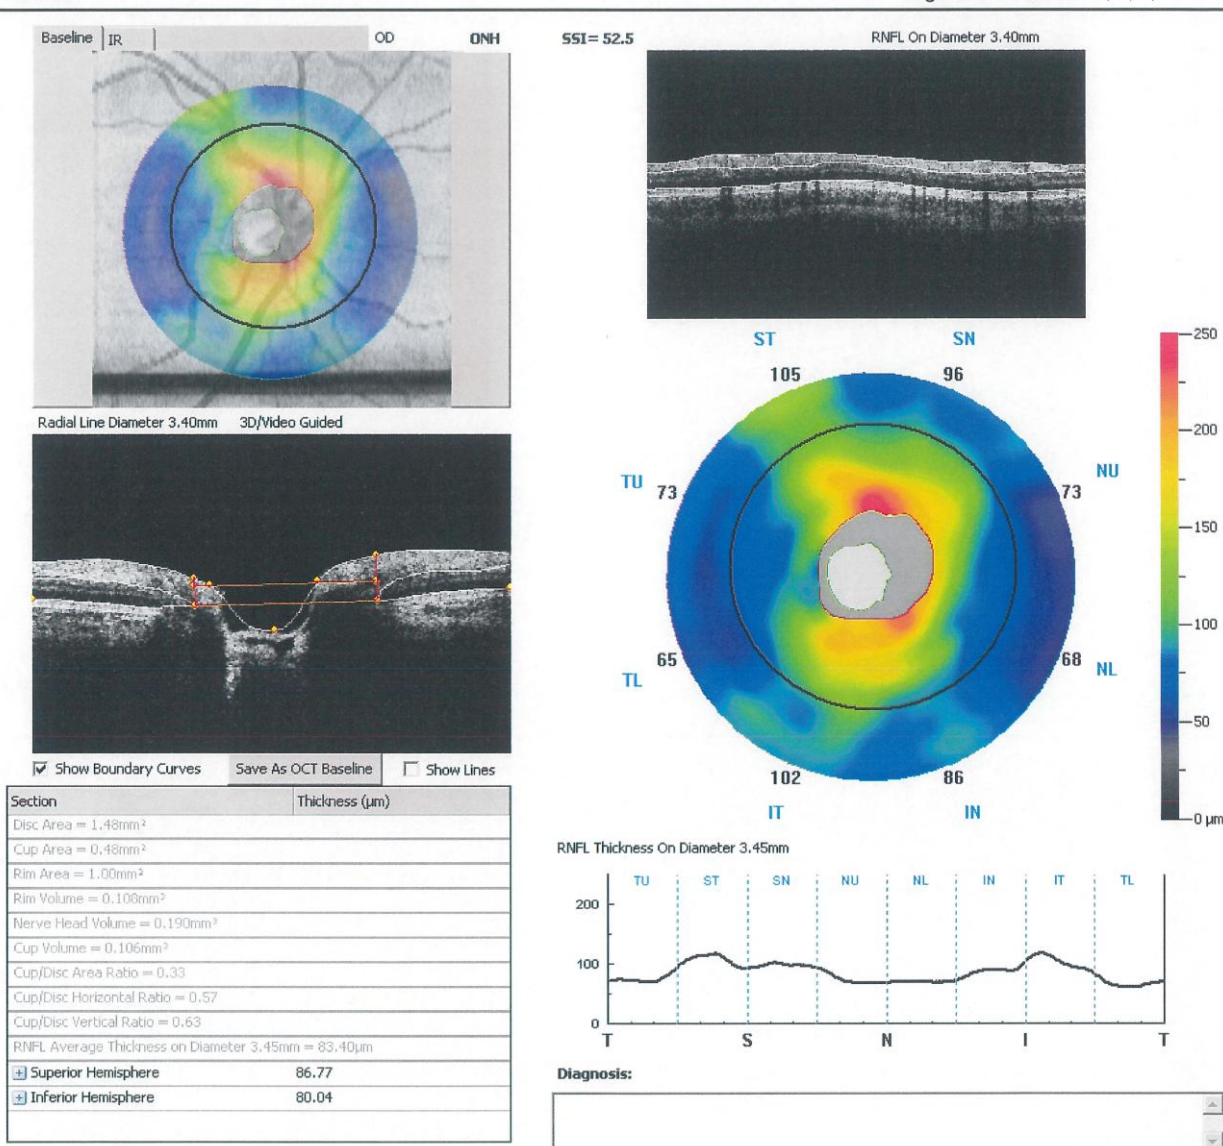 Baseline IR OD ONH
Radial Line Diameter 3.40mm 3D/Video Guided
Show Boundary Curves Save As OCT Baseline Show Lines
Section Thickness (µm)
Disc Area = 1.48mm²
Cup Area = 0.48mm²
Rim Area = 1.00mm²
Rim Volume = 0.108mm³
Nerve Head Volume = 0.190mm³
Cup Volume = 0.106mm³
Cup/Disc Area Ratio = 0.33
Cup/Disc Horizontal Ratio = 0.57
Cup/Disc Vertical Ratio = 0.63
RNFL Average Thickness on Diameter 3.45mm = 83.40µm
Superior Hemisphere 86.77
Inferior Hemisphere 80.04
SSI= 52.5 RNFL On Diameter 3.40mm
ST SN
105 96
TU 73 73 NU
65 68
TL NL
102 86
IT IN
250
200
150
100
50
0 µm
RNFL Thickness On Diameter 3.45mm
TU ST SN NU NL IN IT TL
200
100
0
T S N I T
Diagnosis: